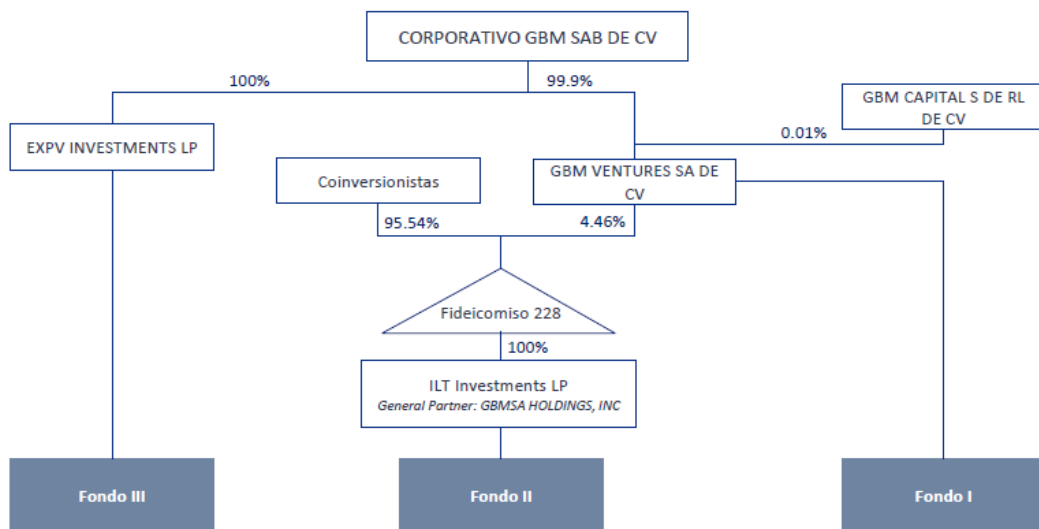 CORPORATIVO GBM SAB DE CV
100%
99.9%
GBM CAPITAL S DE RL
DE CV
0.01%
EXPV INVESTMENTS LP
Coinversionistas
GBM VENTURES SA DE
CV
95.54%
4.46%
Fideicomiso 228
100%
ILT Investments LP
General Partner: GBMSA HOLDINGS, INC
Fondo III
Fondo II
Fondo I